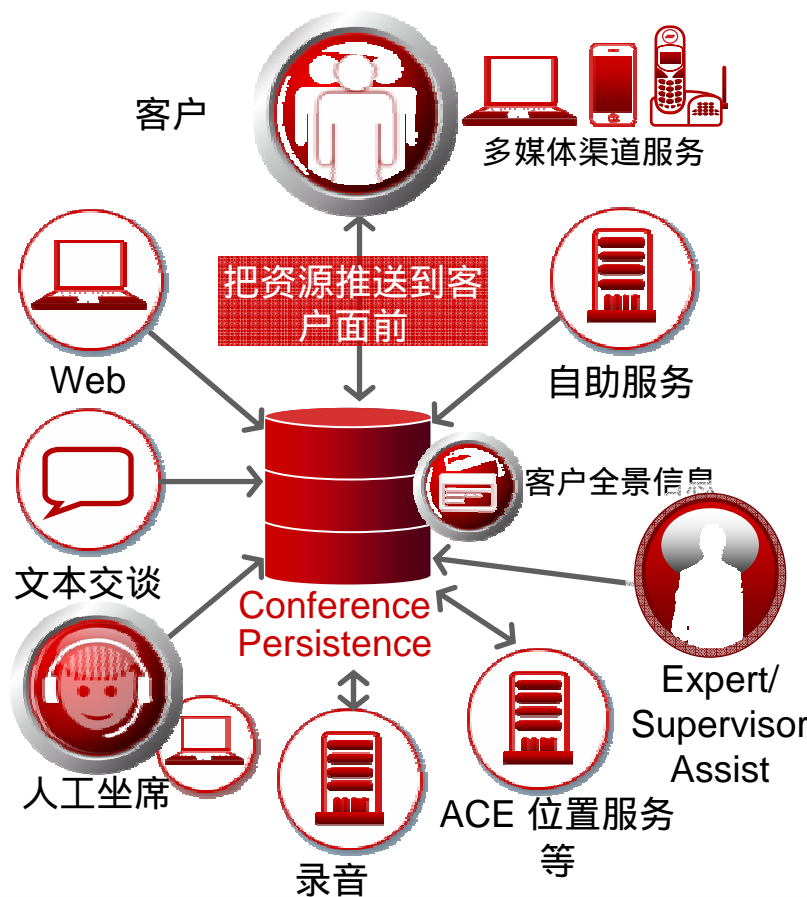 客户
多媒体渠道服务
把资源推送到客
户面前
Web
自助服务
客户全景信息
文本交谈
Conference
Persistence
Expert/
Supervisor
Assist
人工坐席
ACE 位置服务
等
录音